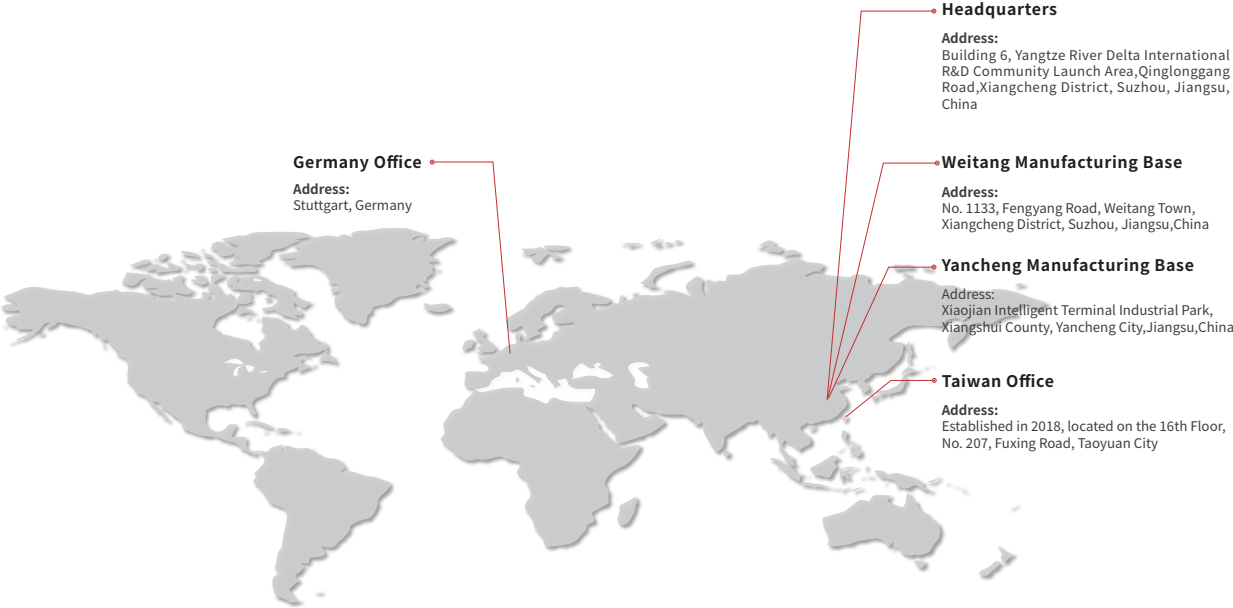 Headquarters
Address:
Building 6, Yangtze River Delta International
R&D Community Launch Area,Qinglonggang
Road,Xiangcheng District, Suzhou, Jiangsu,
China
Germany Office
Address:
Stuttgart, Germany
Weitang Manufacturing Base
Address:
No. 1133, Fengyang Road, Weitang Town,
Xiangcheng District, Suzhou, Jiangsu,China
Yancheng Manufacturing Base
Address:
Xiaojian Intelligent Terminal Industrial Park,
Xiangshui County, Yancheng City,Jiangsu,China
Taiwan Office
Address:
Established in 2018, located on the 16th Floor,
No. 207, Fuxing Road, Taoyuan City